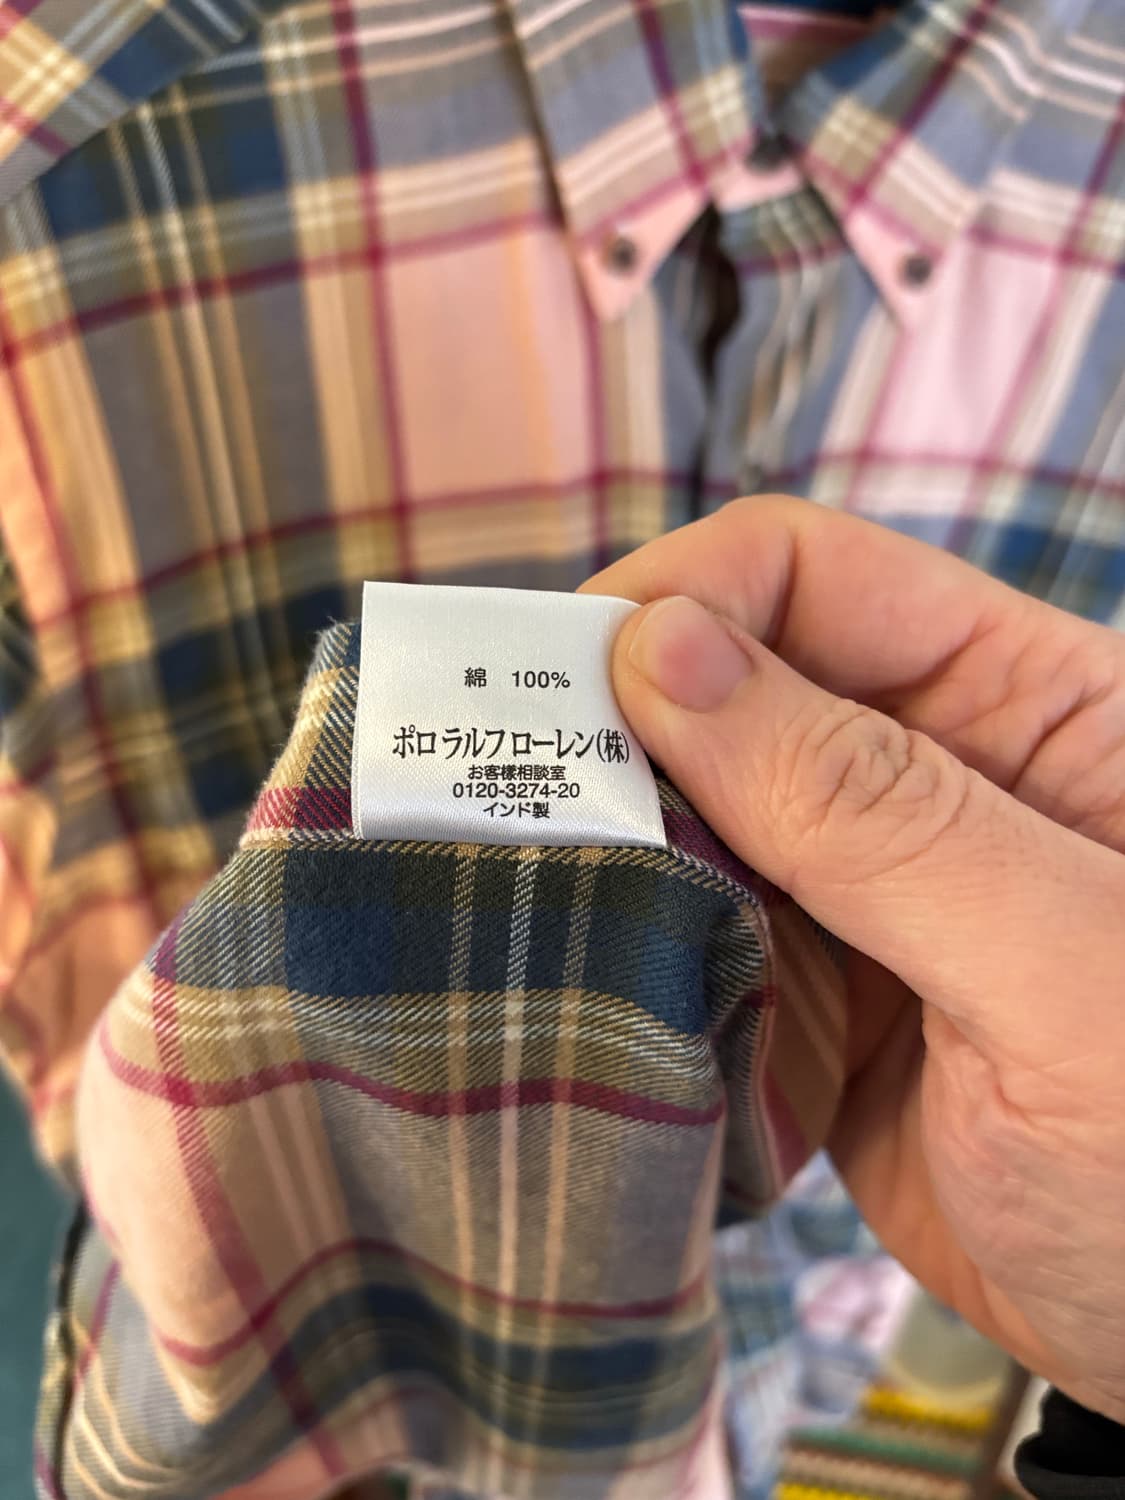 綿　100%
ポロ ラルフ ローレン(株)
お客様相談室
0120-3274-20
インド製